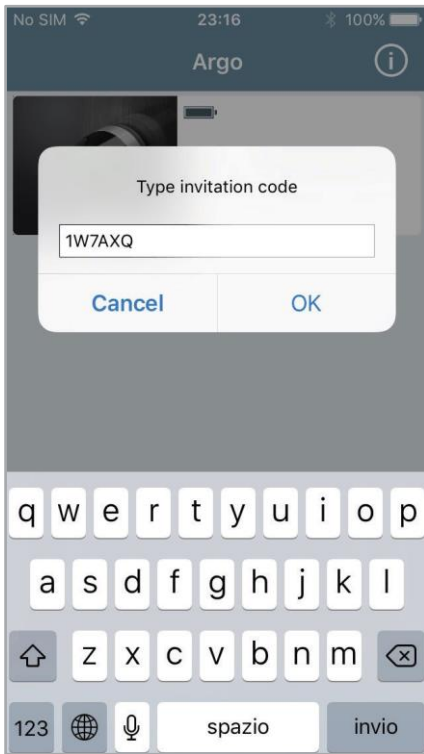 No SIM 23:16 100%
Argo
Type invitation code
1W7AXQ
Cancel OK
q w e r t y u i o p
a s d f g h j k l
z x c v b n m
123 spazio invio